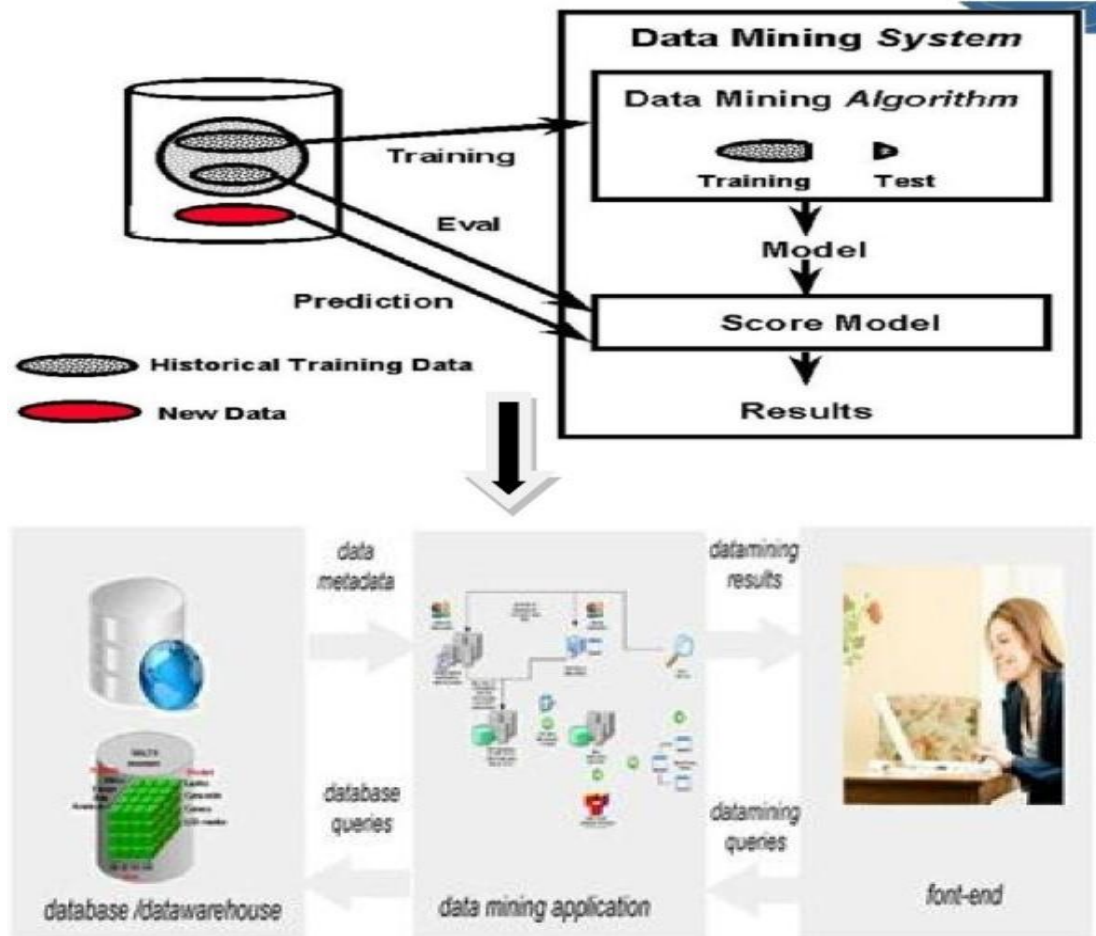 Data Mining System
Data Mining Algorithm
Training
Test
Training
Eval
Model
Prediction
Score Model
Historical Training Data
New Data
Results
data
metadata
datamining
results
database
queries
datamining
queries
database /datawarehouse
data mining application
font-end